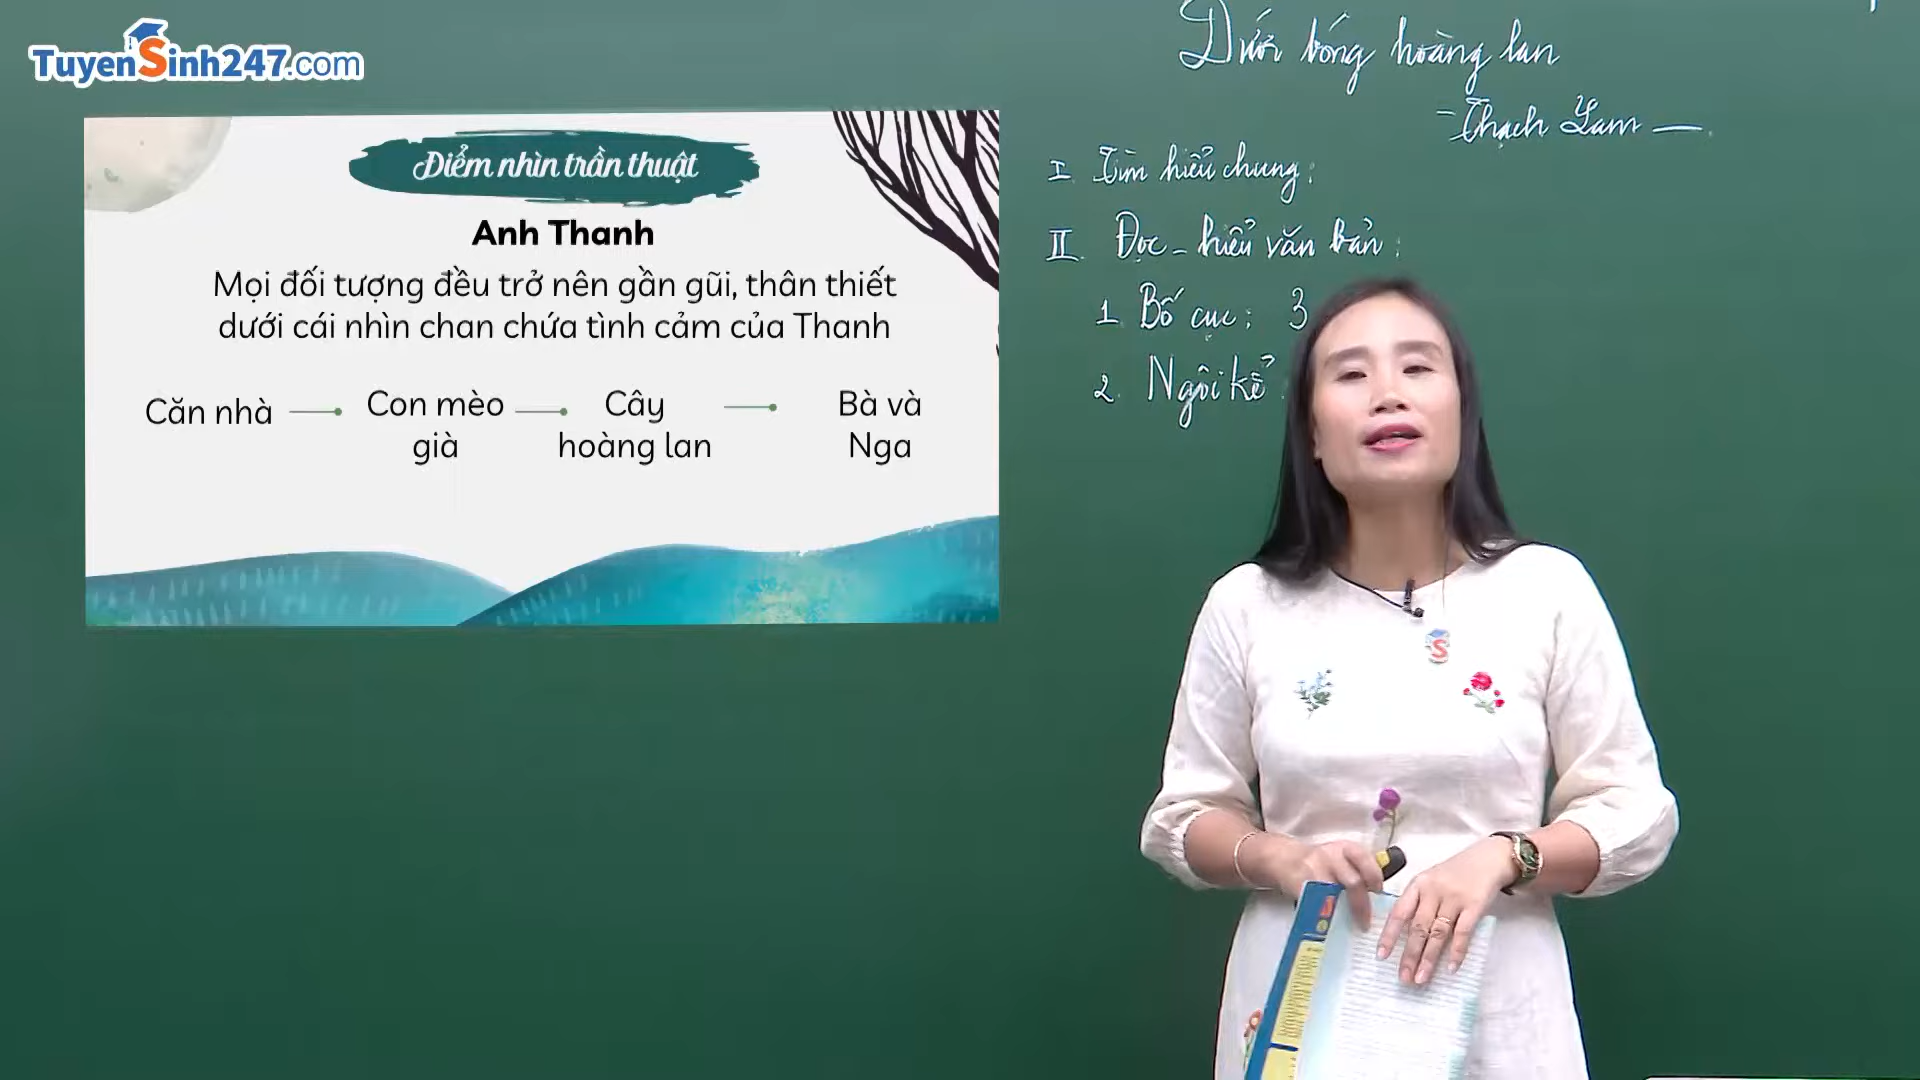 TuyenSinh247.com
Điểm nhìn trần thuật
Anh Thanh
Mọi đối tượng đều trở nên gần gũi, thân thiết
dưới cái nhìn chan chứa tình cảm của Thanh
Căn nhà
Con mèo
già
Cây
hoàng lan
Bà và
Nga
Dưới bóng hoàng lan
- Thạch Lam -
I. Tìm hiểu chung:
II. Đọc - hiểu văn bản:
1. Bố cục: 3
2. Ngôi kể:
S